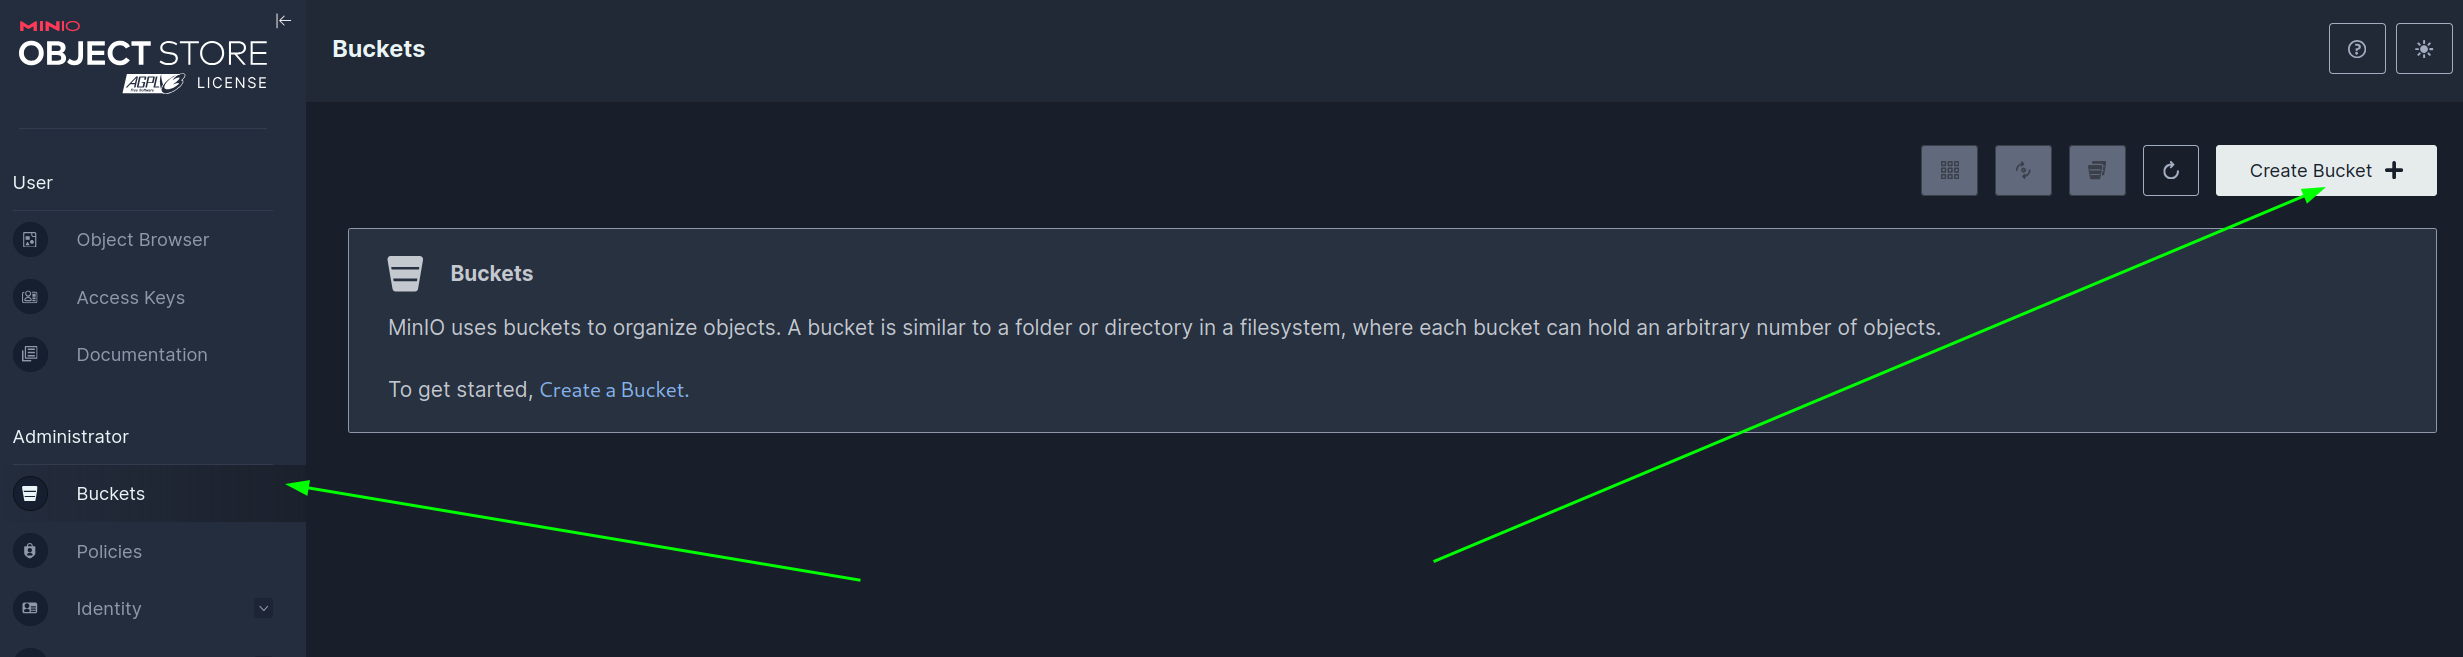 MINIO
OBJECT STORE
AGPL v3 LICENSE
User
Object Browser
Access Keys
Documentation
Administrator
Buckets
Policies
Identity
Buckets
Create Bucket
Buckets
MinIO uses buckets to organize objects. A bucket is similar to a folder or directory in a filesystem, where each bucket can hold an arbitrary number of objects.
To get started, Create a Bucket.